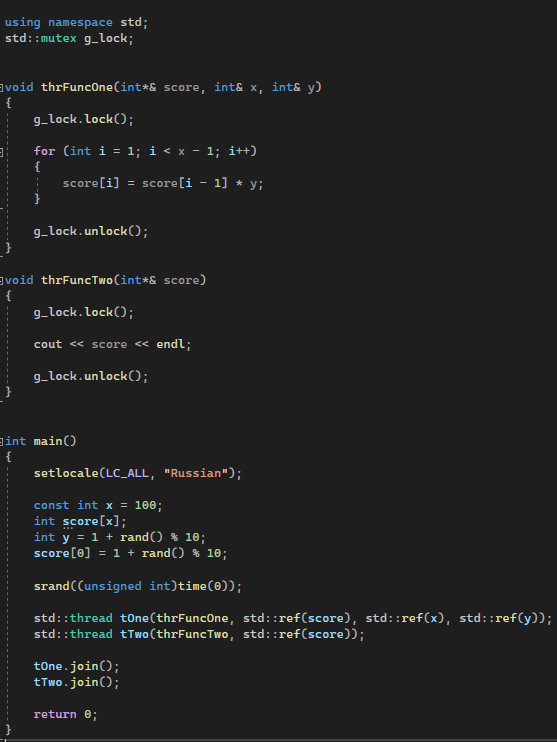 using namespace std;
std::mutex g_lock;
void thrFuncOne(int*& score, int& x, int& y)
{
g_lock.lock();
for (int i = 1; i < x - 1; i++)
{
score[i] = score[i - 1] * y;
}
g_lock.unlock();
}
void thrFuncTwo(int*& score)
{
g_lock.lock();
cout << score << endl;
g_lock.unlock();
}
int main()
{
setlocale(LC_ALL, "Russian");
const int x = 100;
int score[x];
int y = 1 + rand() % 10;
score[0] = 1 + rand() % 10;
srand((unsigned int)time(0));
std::thread tOne(thrFuncOne, std::ref(score), std::ref(x), std::ref(y));
std::thread tTwo(thrFuncTwo, std::ref(score));
tOne.join();
tTwo.join();
return 0;
}